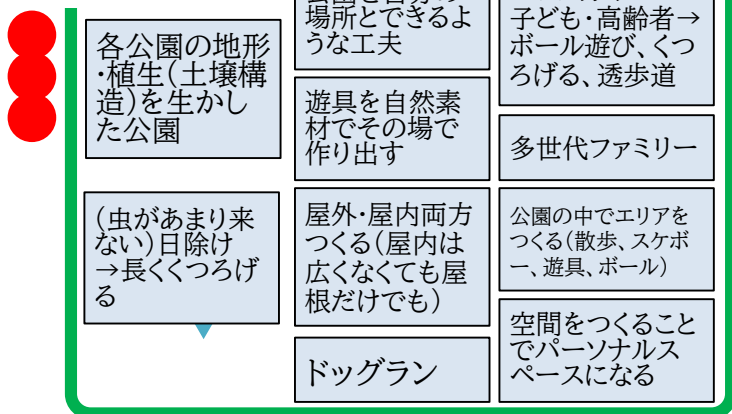 各公園の地形
・植生(土壌構
造)を生かし
た公園
(虫があまり来
ない)日除け
→長くくつろげ
る
場所とできるよ
うな工夫
遊具を自然素
材でその場で
作り出す
屋外・屋内両方
つくる(屋内は
広くなくても屋
根だけでも)
ドッグラン
子ども・高齢者→
ボール遊び、くつ
ろげる、透歩道
多世代ファミリー
公園の中でエリアを
つくる(散歩、スケボ
ー、遊具、ボール)
空間をつくること
でパーソナルス
ペースになる